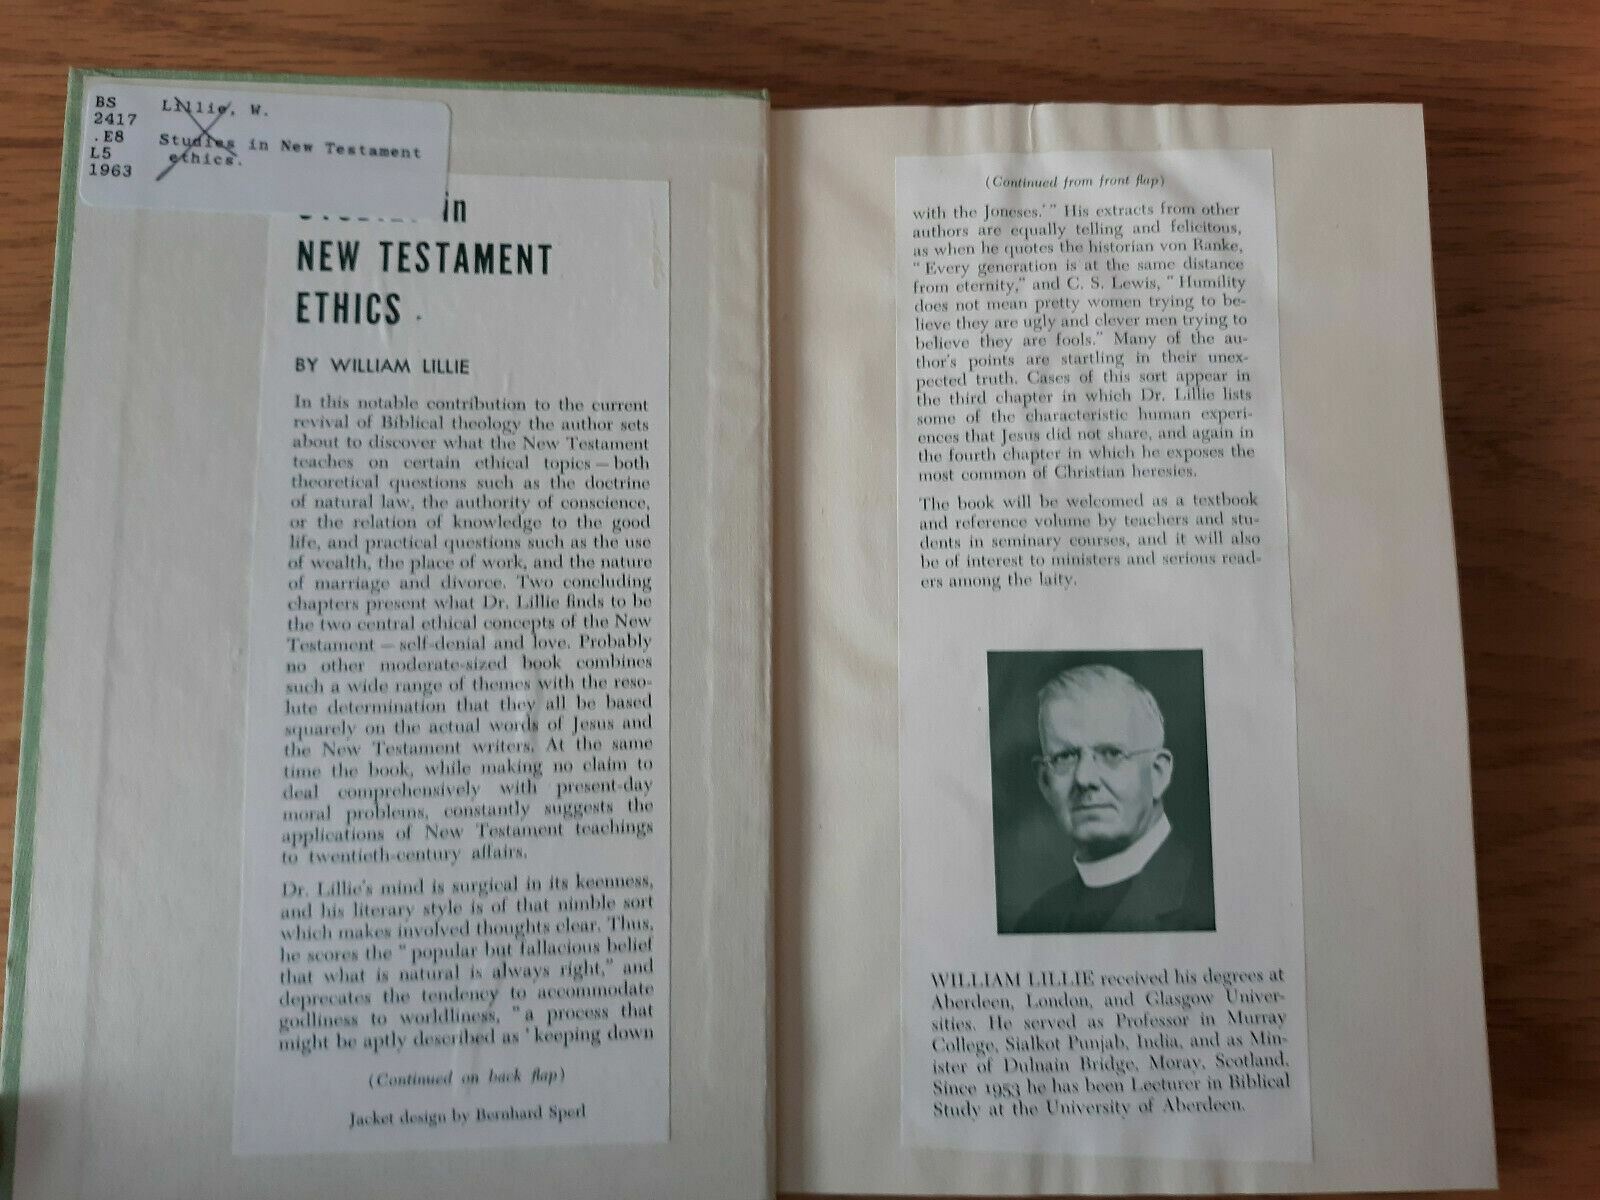 BS
2417
.E8
L5
1963
Lillie, W.
Studies in New Testament
ethics.
in
NEW TESTAMENT
ETHICS
BY WILLIAM LILLIE
In this notable contribution to the current
revival of Biblical theology the author sets
about to discover what the New Testament
teaches on certain ethical topics — both
theoretical questions such as the doctrine
of natural law, the authority of conscience,
or the relation of knowledge to the good
life, and practical questions such as the use
of wealth, the place of work, and the nature
of marriage and divorce. Two concluding
chapters present what Dr. Lillie finds to be
the two central ethical concepts of the New
Testament — self-denial and love. Probably
no other moderate-sized book combines
such a wide range of themes with the reso-
lute determination that they all be based
squarely on the actual words of Jesus and
the New Testament writers. At the same
time the book, while making no claim to
deal comprehensively with present-day
moral problems, constantly suggests the
applications of New Testament teachings
to twentieth-century affairs.
Dr. Lillie's mind is surgical in its keenness,
and his literary style is of that nimble sort
which makes involved thoughts clear. Thus,
he scores the "popular but fallacious belief
that what is natural is always right," and
deprecates the tendency to accommodate
godliness to worldliness, "a process that
might be aptly described as 'keeping down
(Continued on back flap)
Jacket design by Bernhard Sperl
(Continued from front flap)
with the Joneses.'" His extracts from other
authors are equally telling and felicitous,
as when he quotes the historian von Ranke,
"Every generation is at the same distance
from eternity," and C. S. Lewis, "Humility
does not mean pretty women trying to be-
lieve they are ugly and clever men trying to
believe they are fools." Many of the au-
thor's points are startling in their unex-
pected truth. Cases of this sort appear in
the third chapter in which Dr. Lillie lists
some of the characteristic human experi-
ences that Jesus did not share, and again in
the fourth chapter in which he exposes the
most common of Christian heresies.
The book will be welcomed as a textbook
and reference volume by teachers and stu-
dents in seminary courses, and it will also
be of interest to ministers and serious read-
ers among the laity.
WILLIAM LILLIE received his degrees at
Aberdeen, London, and Glasgow Univer-
sities. He served as Professor in Murray
College, Sialkot Punjab, India, and as Min-
ister of Dulnain Bridge, Moray, Scotland.
Since 1953 he has been Lecturer in Biblical
Study at the University of Aberdeen.